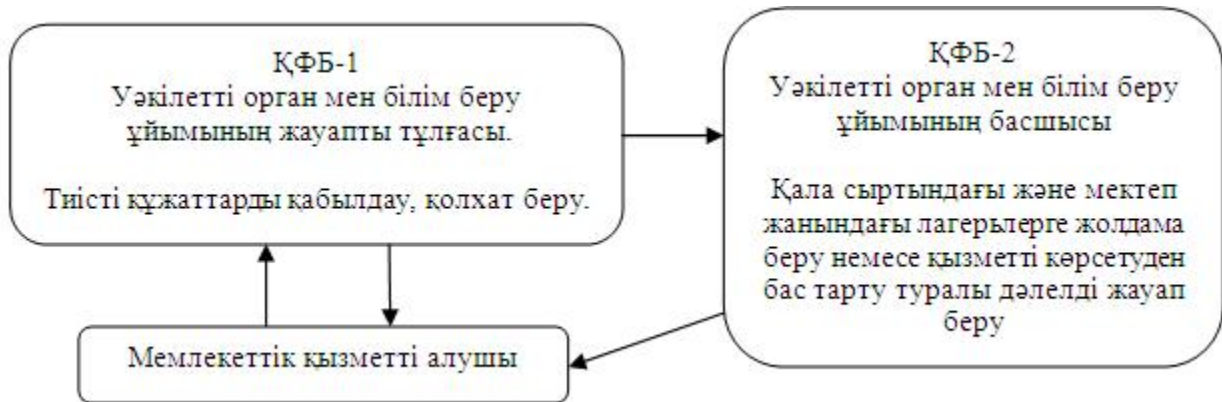 ҚФБ-1
Уәкілетті орган мен білім беру
ұйымының жауапты тұлғасы.
Тиісті құжаттарды қабылдау, қолхат беру.
ҚФБ-2
Уәкілетті орган мен білім беру
ұйымының басшысы
Қала сыртындағы және мектеп
жанындағы лагерьлерге жолдама
беру немесе қызметті көрсетуден
бас тарту туралы дәлелді жауап
беру
Мемлекеттік қызметті алушы